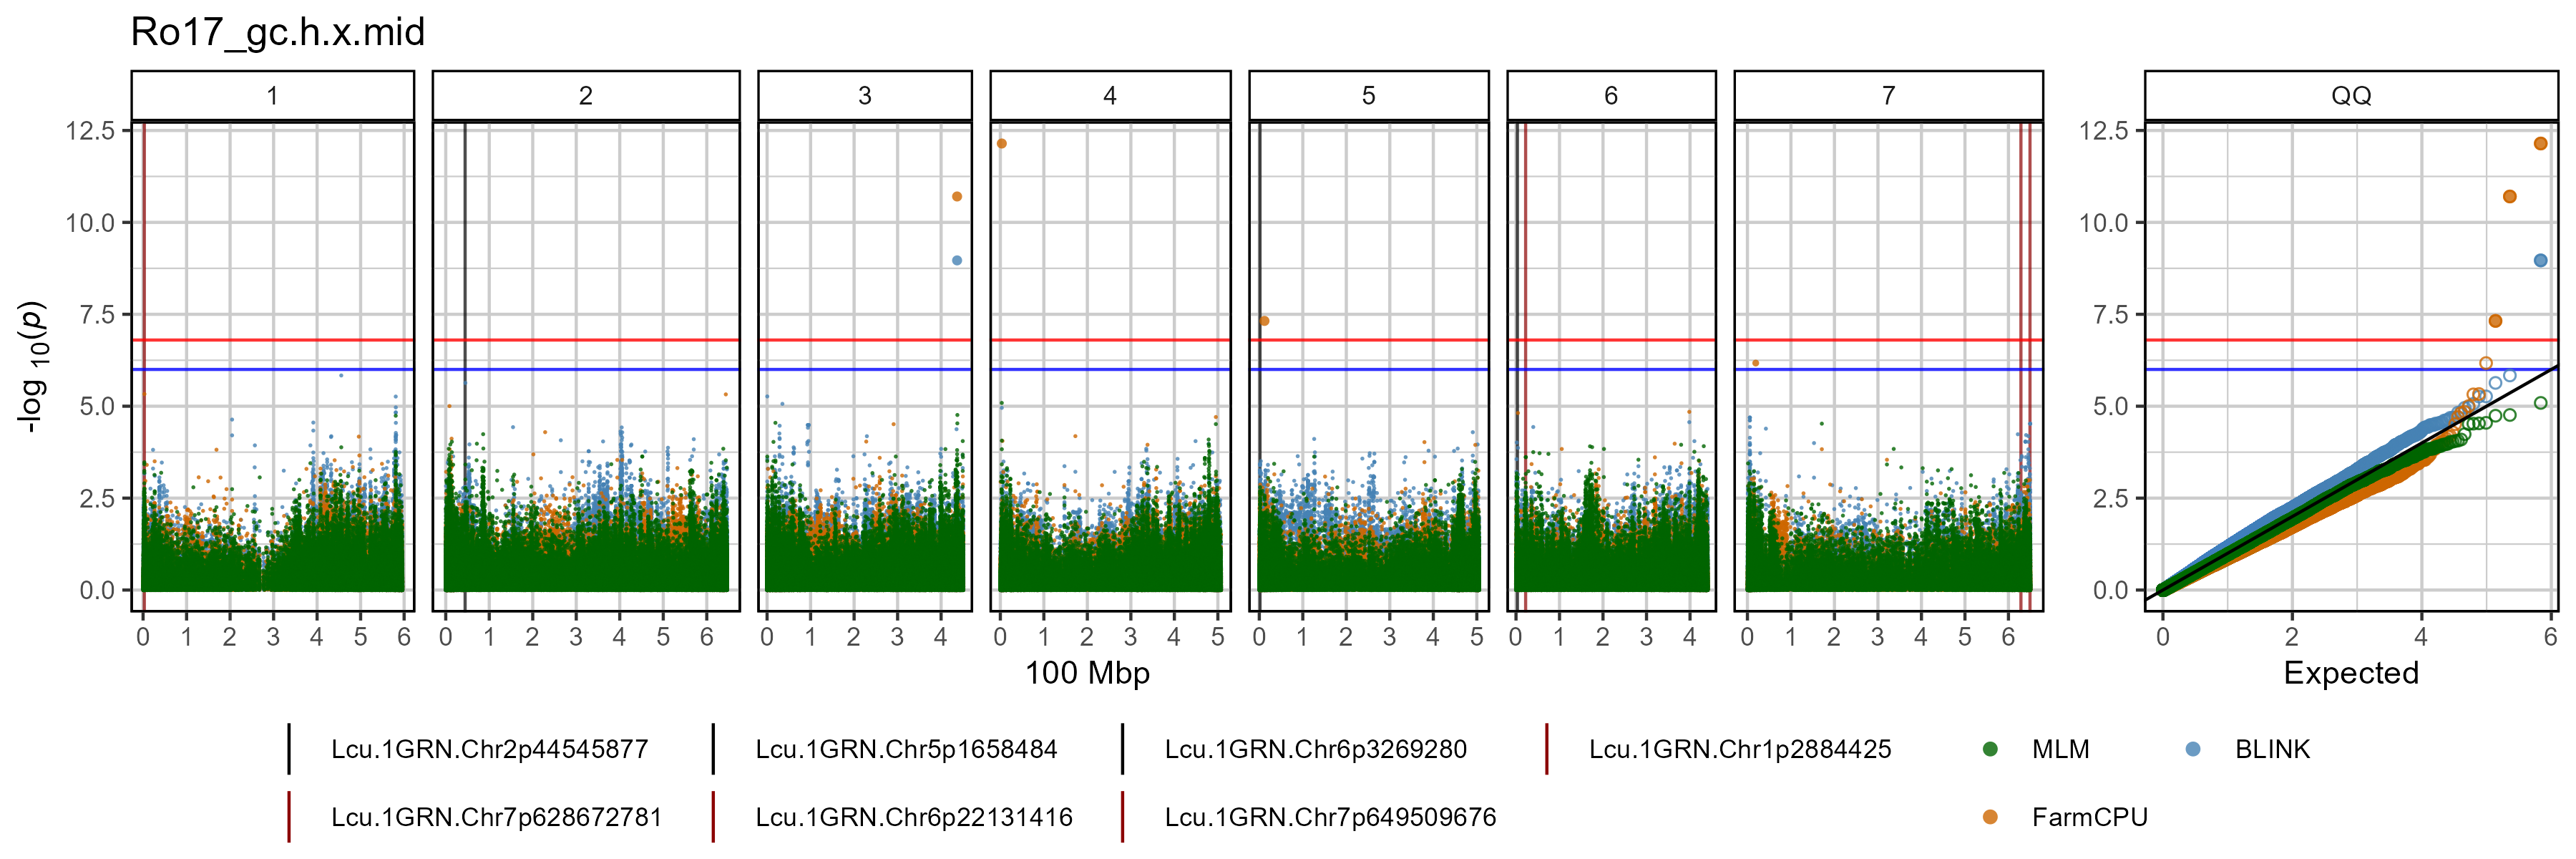 Ro17_gc.h.x.mid
1 2 3 4 5 6 7 QQ
12.5 12.5
10.0 10.0
7.5 7.5
5.0 5.0
2.5 2.5
0.0 0.0
-log 10(p)
0 1 2 3 4 5 6 0 1 2 3 4 5 6 0 1 2 3 4 0 1 2 3 4 5 0 1 2 3 4 5 0 1 2 3 4 0 1 2 3 4 5 6 0 2 4 6
100 Mbp Expected
Lcu.1GRN.Chr2p44545877 Lcu.1GRN.Chr5p1658484 Lcu.1GRN.Chr6p3269280 Lcu.1GRN.Chr1p2884425 MLM BLINK
Lcu.1GRN.Chr7p628672781 Lcu.1GRN.Chr6p22131416 Lcu.1GRN.Chr7p649509676 FarmCPU